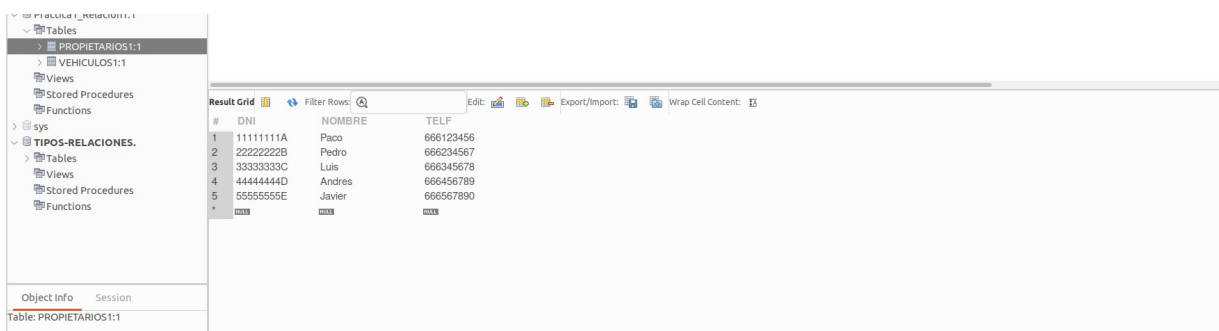 Practica1_Relacion1:1
Tables
PROPIETARIOS1:1
VEHICULOS1:1
Views
Stored Procedures
Functions
sys
TIPOS-RELACIONES.
Tables
Views
Stored Procedures
Functions
Object Info Session
Table: PROPIETARIOS1:1
Result Grid Filter Rows: Edit: Export/Import: Wrap Cell Content:
# DNI NOMBRE TELF
1 11111111A Paco 666123456
2 22222222B Pedro 666234567
3 33333333C Luis 666345678
4 44444444D Andres 666456789
5 55555555E Javier 666567890
* NULL NULL NULL